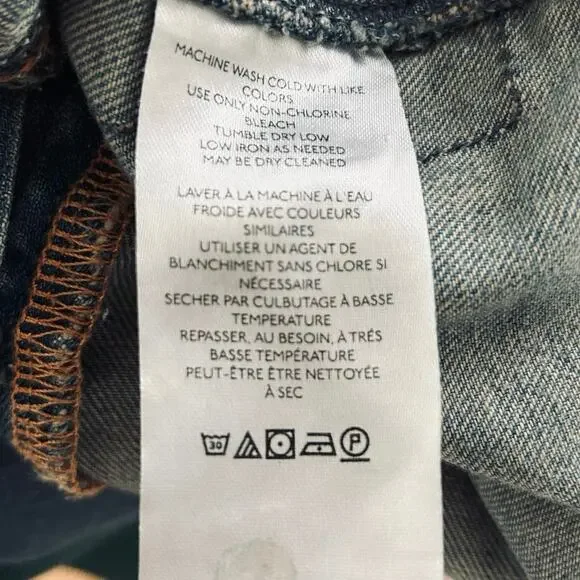 MACHINE WASH COLD WITH LIKE
COLORS
USE ONLY NON-CHLORINE
BLEACH
TUMBLE DRY LOW
LOW IRON AS NEEDED
MAY BE DRY CLEANED
LAVER À LA MACHINE À L'EAU
FROIDE AVEC COULEURS
SIMILAIRES
UTILISER UN AGENT DE
BLANCHIMENT SANS CHLORE SI
NÉCESSAIRE
SECHER PAR CULBUTAGE À BASSE
TEMPERATURE
REPASSER, AU BESOIN, À TRÉS
BASSE TEMPÉRATURE
PEUT-ÊTRE ÊTRE NETTOYÉE
À SEC
30 P